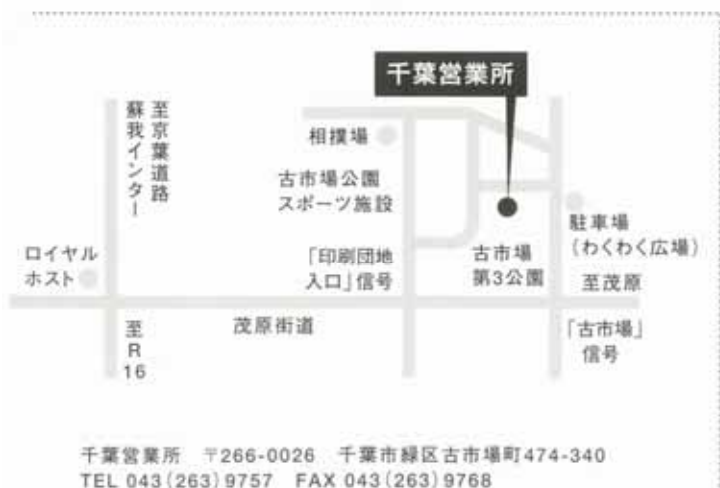 千葉営業所
至京葉道路
蘇我インター
相撲場
古市場公園
スポーツ施設
駐車場
（わくわく広場）
ロイヤル
ホスト
「印刷団地
入口」信号
古市場
第3公園
至茂原
至R16
茂原街道
「古市場」
信号
千葉営業所　〒266-0026　千葉市緑区古市場町474-340
TEL 043(263)9757　FAX 043(263)9768